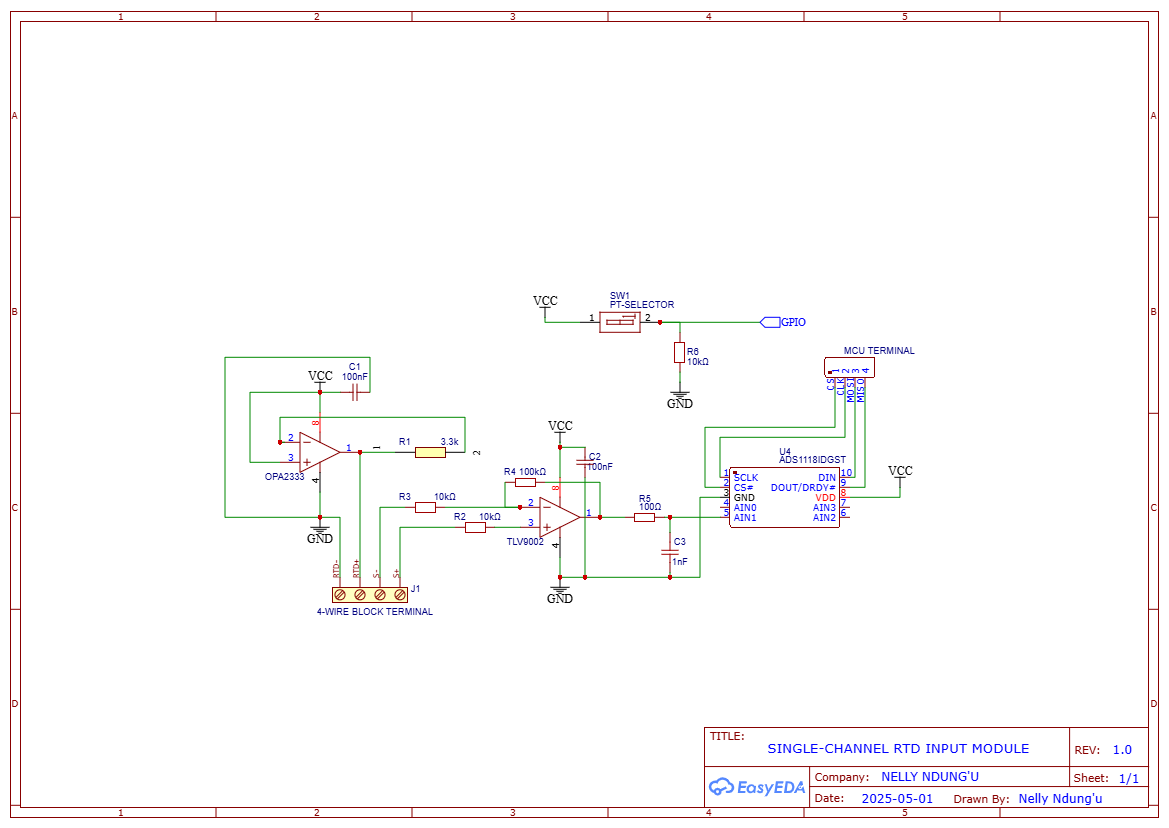 1 2 3 4 5
A A
B B
C C
D D
VCC
SW1
PT-SELECTOR
1 2
GPIO
R6
10kΩ
GND
MCU TERMINAL
1 2 3 4
CS CLK MOSI MISO
VCC
C1
100nF
8
2
3
1
4
OPA2333
1
R1 3.3k
2
GND
VCC
C2
100nF
R4 100kΩ
8
R3 10kΩ
2
R2 10kΩ
3
1
4
TLV9002
R5
100Ω
C3
1nF
GND
U4
ADS1118IDGST
1 SCLK DIN 10
2 CS# DOUT/DRDY# 9
3 GND VDD 8
4 AIN0 AIN3 7
5 AIN1 AIN2 6
VCC
RTD- RTD+ S- S+
J1
4-WIRE BLOCK TERMINAL
TITLE:
SINGLE-CHANNEL RTD INPUT MODULE
REV: 1.0
EasyEDA
Company: NELLY NDUNG'U
Sheet: 1/1
Date: 2025-05-01 Drawn By: Nelly Ndung'u
1 2 3 4 5